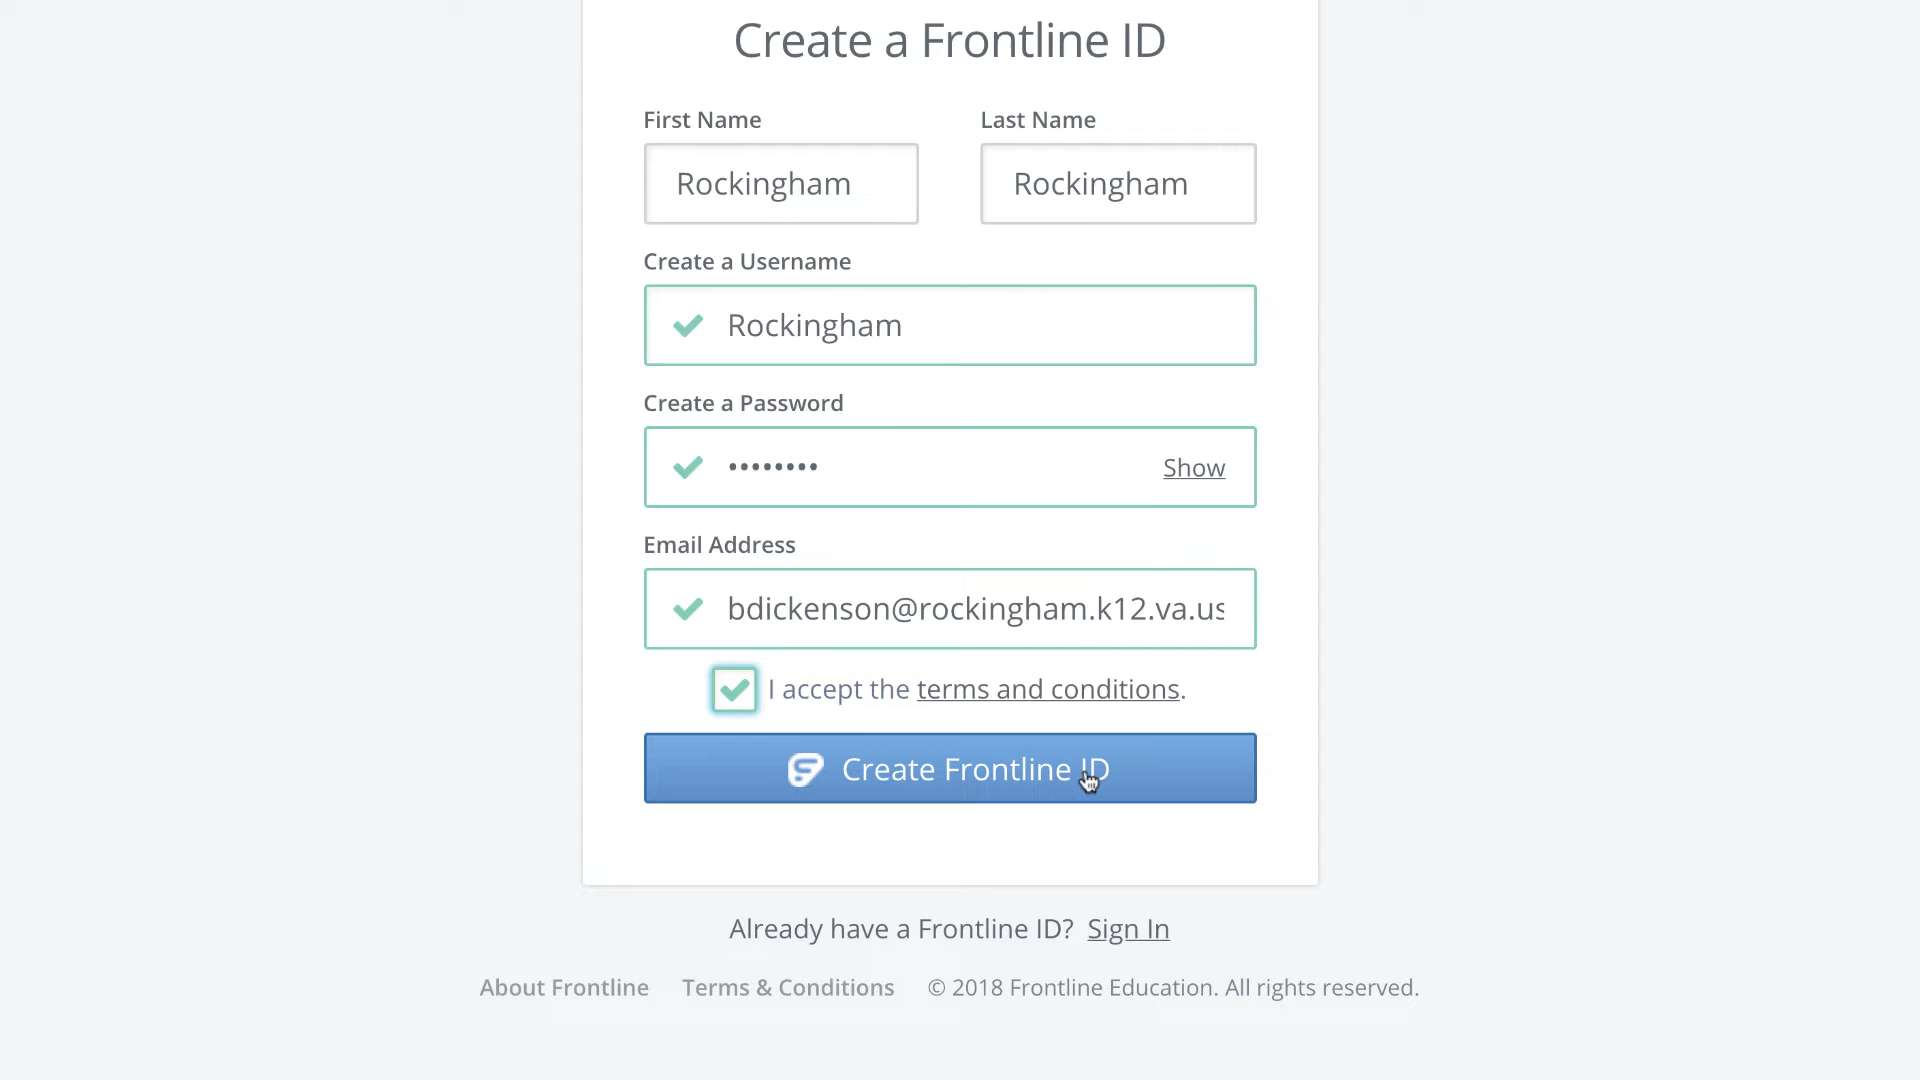 Create a Frontline ID
First Name
Last Name
Rockingham
Rockingham
Create a Username
Rockingham
Create a Password
••••••••
Show
Email Address
bdickenson@rockingham.k12.va.us
I accept the terms and conditions.
Create Frontline ID
Already have a Frontline ID? Sign In
About Frontline Terms & Conditions © 2018 Frontline Education. All rights reserved.